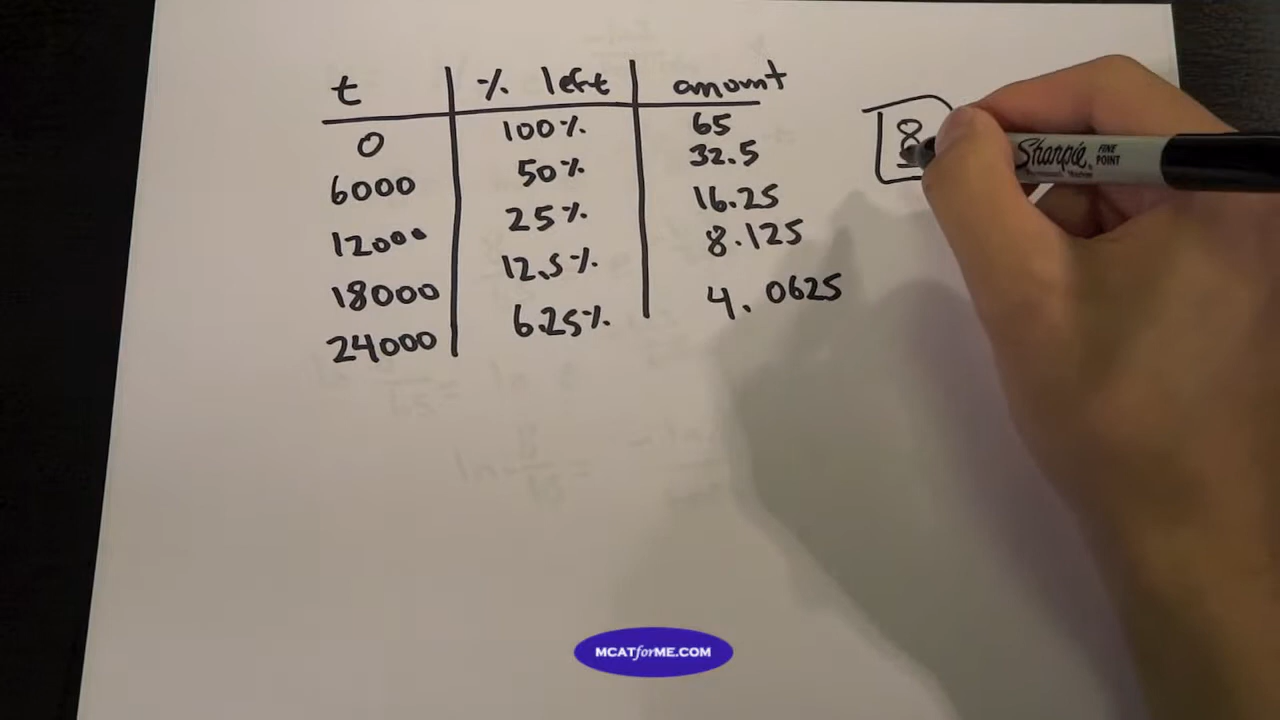 t % left amount
0 100% 65
6000 50% 32.5
12000 25% 16.25
18000 12.5% 8.125
24000 6.25% 4.0625
8
Sharpie FINE POINT
MCATforME.COM